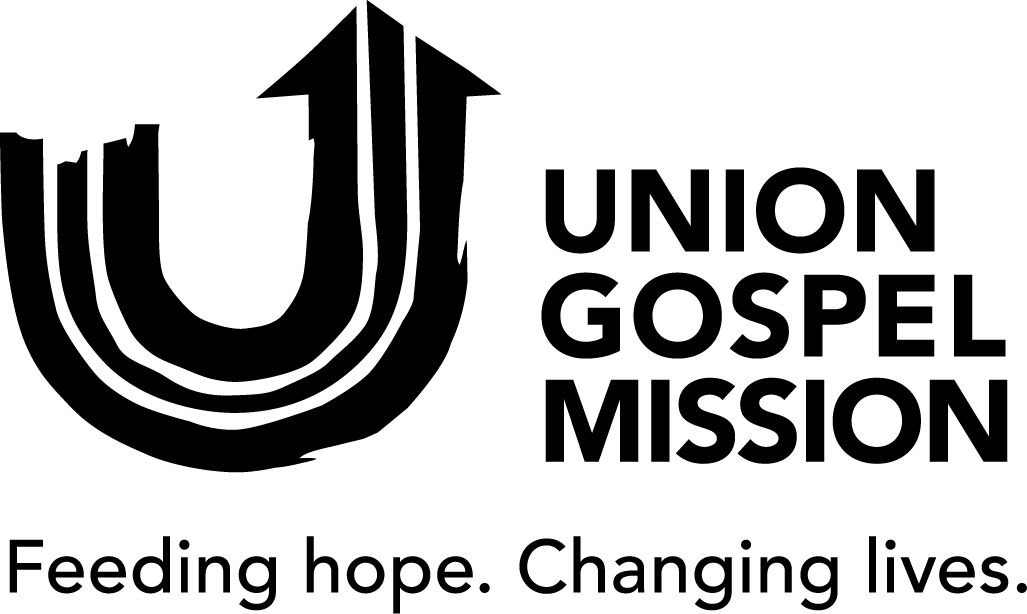 UNION
GOSPEL
MISSION
Feeding hope. Changing lives.